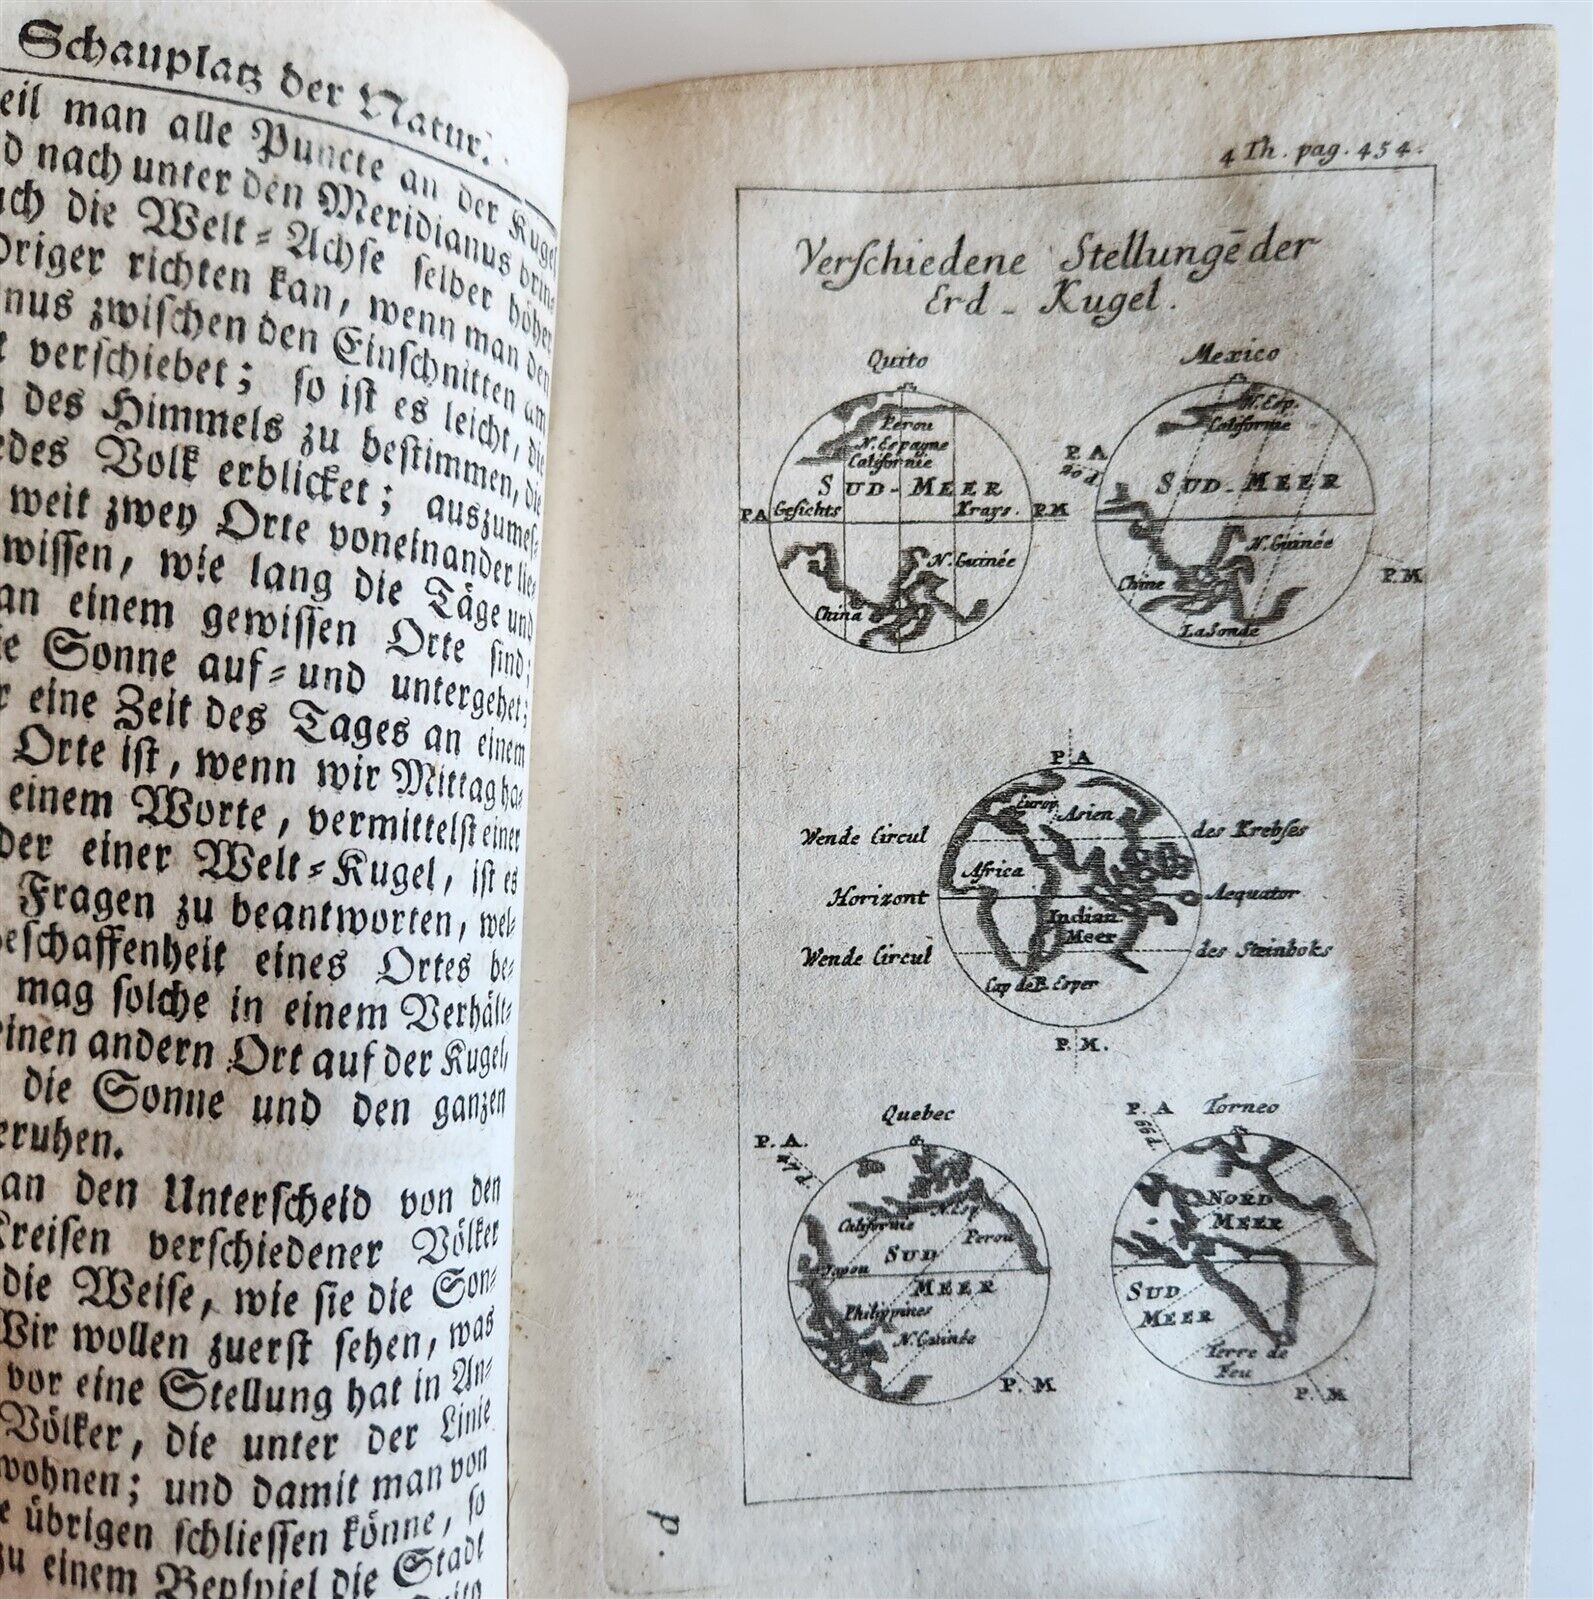 Schauplatz der Natur.
eil man alle Puncte an der Kugel
d nach unter den Meridianus brin-
uch die Welt-Achse selber höher
driger richten kan, wenn man den
nus zwischen den Einschnitten am
t verschiebet; so ist es leicht, die
g des Himmels zu bestimmen, die
edes Volk erblicket; auszumes-
weit zwey Orte voneinander lie-
wissen, wie lang die Täge und
an einem gewissen Orte sind;
ie Sonne auf- und untergehet;
r eine Zeit des Tages an einem
Orte ist, wenn wir Mittag ha-
einem Worte, vermittelst einer
der einer Welt-Kugel, ist es
Fragen zu beantworten, wel-
beschaffenheit eines Ortes be-
mag solche in einem Verhält-
einen andern Ort auf der Kugel,
die Sonne und den ganzen
eruhen.
an den Unterscheid von den
Kreisen verschiedener Völker
die Weise, wie sie die Son-
Wir wollen zuerst sehen, was
vor eine Stellung hat in An-
Völker, die unter der Linie
wohnen; und damit man von
e übrigen schliessen könne, so
zu einem Beyspiel die Stadt
4 Th. pag. 454.
Verschiedene Stellungē der
Erd-Kugel.
Quito
Perou
N. Espagne
Californie
SUD-MEER
P.A Gesichts Krays. P.M
N. Guinée
China
Mexico
N. Esp.
Californie
P.A
20 d
SUD-MEER
N. Guinée
Chine
P.M
La Sonde
P.A
Europ.
Asien
Wende Circul des Krebses
Africa
Horizont Aequator
Indian.
Meer
Wende Circul des Steinboks
Cap de B. Esper
P.M.
Quebec
P.A.
N. Esp.
Californie
Perou
SUD
Japon
MEER
Philippines
N. Guinée
P.M
P.A Torneo
NORD
MEER
SUD
MEER
Terre de
Feu
P.M
p.